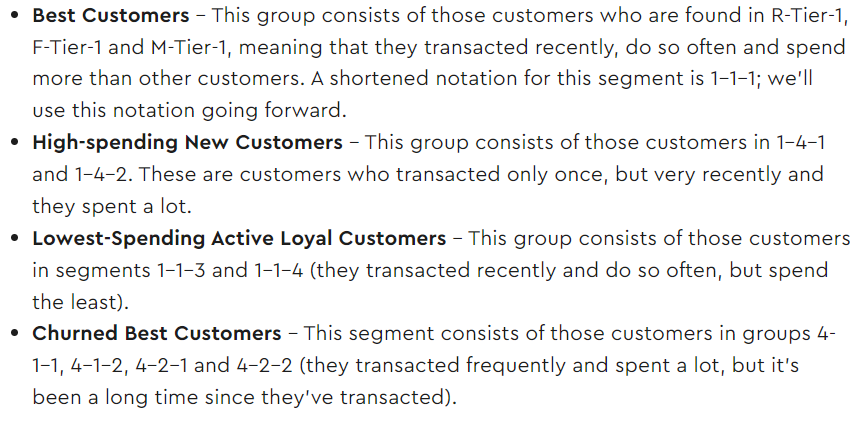 • Best Customers – This group consists of those customers who are found in R-Tier-1,
F-Tier-1 and M-Tier-1, meaning that they transacted recently, do so often and spend
more than other customers. A shortened notation for this segment is 1-1-1; we'll
use this notation going forward.
• High-spending New Customers – This group consists of those customers in 1-4-1
and 1-4-2. These are customers who transacted only once, but very recently and
they spent a lot.
• Lowest-Spending Active Loyal Customers – This group consists of those customers
in segments 1-1-3 and 1-1-4 (they transacted recently and do so often, but spend
the least).
• Churned Best Customers – This segment consists of those customers in groups 4-
1-1, 4-1-2, 4-2-1 and 4-2-2 (they transacted frequently and spent a lot, but it's
been a long time since they've transacted).